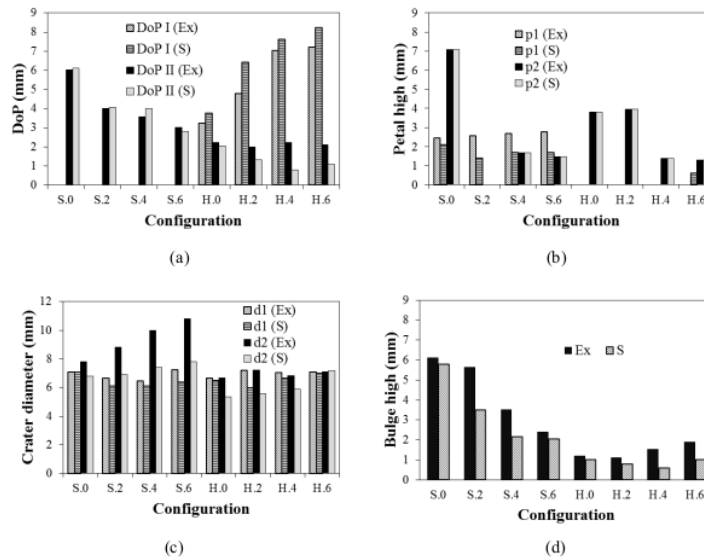 9
8
7
6
5
4
3
2
1
0
DoP (mm)
DoP I (Ex)
DoP I (S)
DoP II (Ex)
DoP II (S)
S.0 S.2 S.4 S.6 H.0 H.2 H.4 H.6
Configuration
(a)
9
8
7
6
5
4
3
2
1
0
Petal high (mm)
p1 (Ex)
p1 (S)
p2 (Ex)
p2 (S)
S.0 S.2 S.4 S.6 H.0 H.2 H.4 H.6
Configuration
(b)
12
10
8
6
4
2
0
Crater diameter (mm)
d1 (Ex)
d1 (S)
d2 (Ex)
d2 (S)
S.0 S.2 S.4 S.6 H.0 H.2 H.4 H.6
Configuration
(c)
9
8
7
6
5
4
3
2
1
0
Bulge high (mm)
Ex S
S.0 S.2 S.4 S.6 H.0 H.2 H.4 H.6
Configuration
(d)